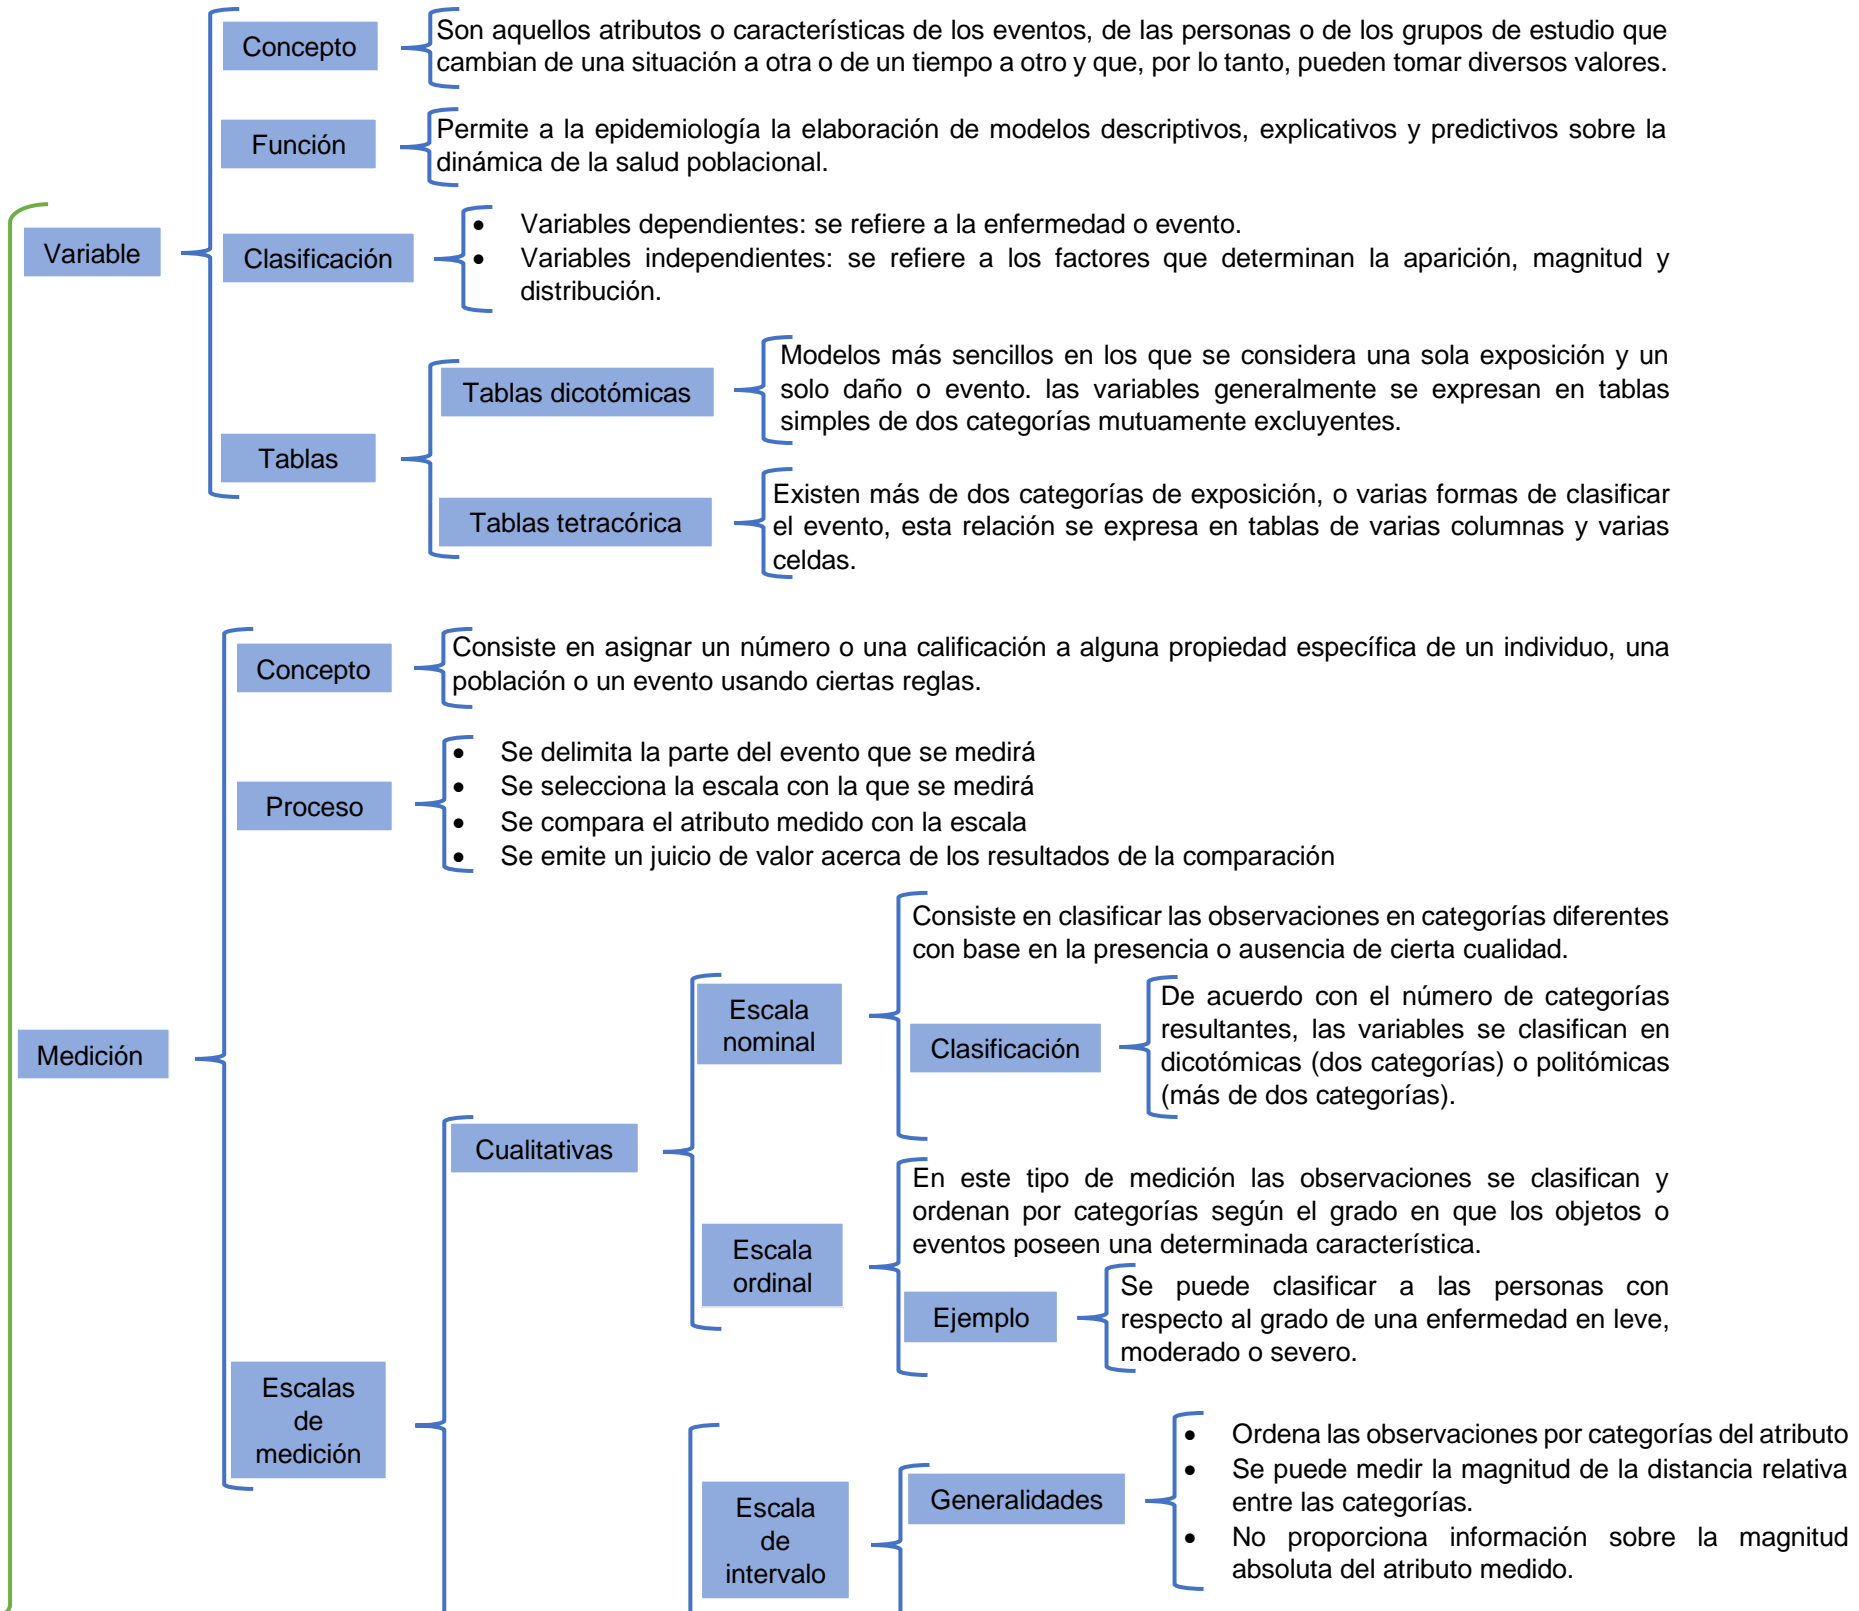 Concepto
Son aquellos atributos o características de los eventos, de las personas o de los grupos de estudio que
cambian de una situación a otra o de un tiempo a otro y que, por lo tanto, pueden tomar diversos valores.
Función
Permite a la epidemiología la elaboración de modelos descriptivos, explicativos y predictivos sobre la
dinámica de la salud poblacional.
Variable
Clasificación
• Variables dependientes: se refiere a la enfermedad o evento.
• Variables independientes: se refiere a los factores que determinan la aparición, magnitud y
distribución.
Tablas
Tablas dicotómicas
Modelos más sencillos en los que se considera una sola exposición y un
solo daño o evento. las variables generalmente se expresan en tablas
simples de dos categorías mutuamente excluyentes.
Tablas tetracórica
Existen más de dos categorías de exposición, o varias formas de clasificar
el evento, esta relación se expresa en tablas de varias columnas y varias
celdas.
Medición
Concepto
Consiste en asignar un número o una calificación a alguna propiedad específica de un individuo, una
población o un evento usando ciertas reglas.
Proceso
• Se delimita la parte del evento que se medirá
• Se selecciona la escala con la que se medirá
• Se compara el atributo medido con la escala
• Se emite un juicio de valor acerca de los resultados de la comparación
Escalas
de
medición
Cualitativas
Escala
nominal
Consiste en clasificar las observaciones en categorías diferentes
con base en la presencia o ausencia de cierta cualidad.
Clasificación
De acuerdo con el número de categorías
resultantes, las variables se clasifican en
dicotómicas (dos categorías) o politómicas
(más de dos categorías).
Escala
ordinal
En este tipo de medición las observaciones se clasifican y
ordenan por categorías según el grado en que los objetos o
eventos poseen una determinada característica.
Ejemplo
Se puede clasificar a las personas con
respecto al grado de una enfermedad en leve,
moderado o severo.
Escala
de
intervalo
Generalidades
• Ordena las observaciones por categorías del atributo
• Se puede medir la magnitud de la distancia relativa
entre las categorías.
• No proporciona información sobre la magnitud
absoluta del atributo medido.